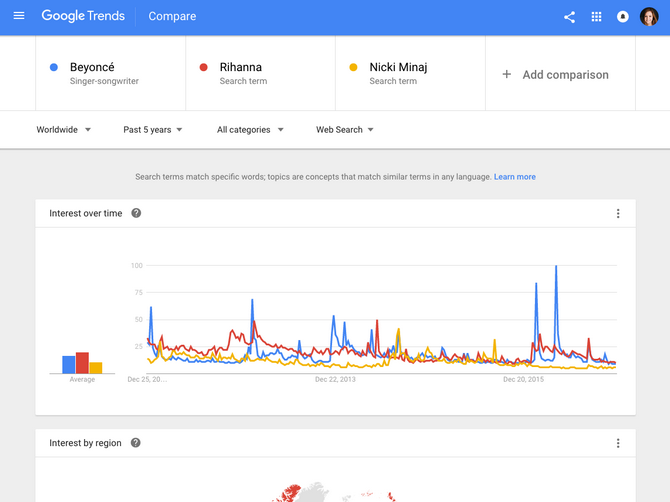 Google Trends Compare
Beyoncé
Singer-songwriter
Rihanna
Search term
Nicki Minaj
Search term
+ Add comparison
Worldwide
Past 5 years
All categories
Web Search
Search terms match specific words; topics are concepts that match similar terms in any language. Learn more
Interest over time
100
75
50
25
Average
Dec 25, 20...
Dec 22, 2013
Dec 20, 2015
Interest by region